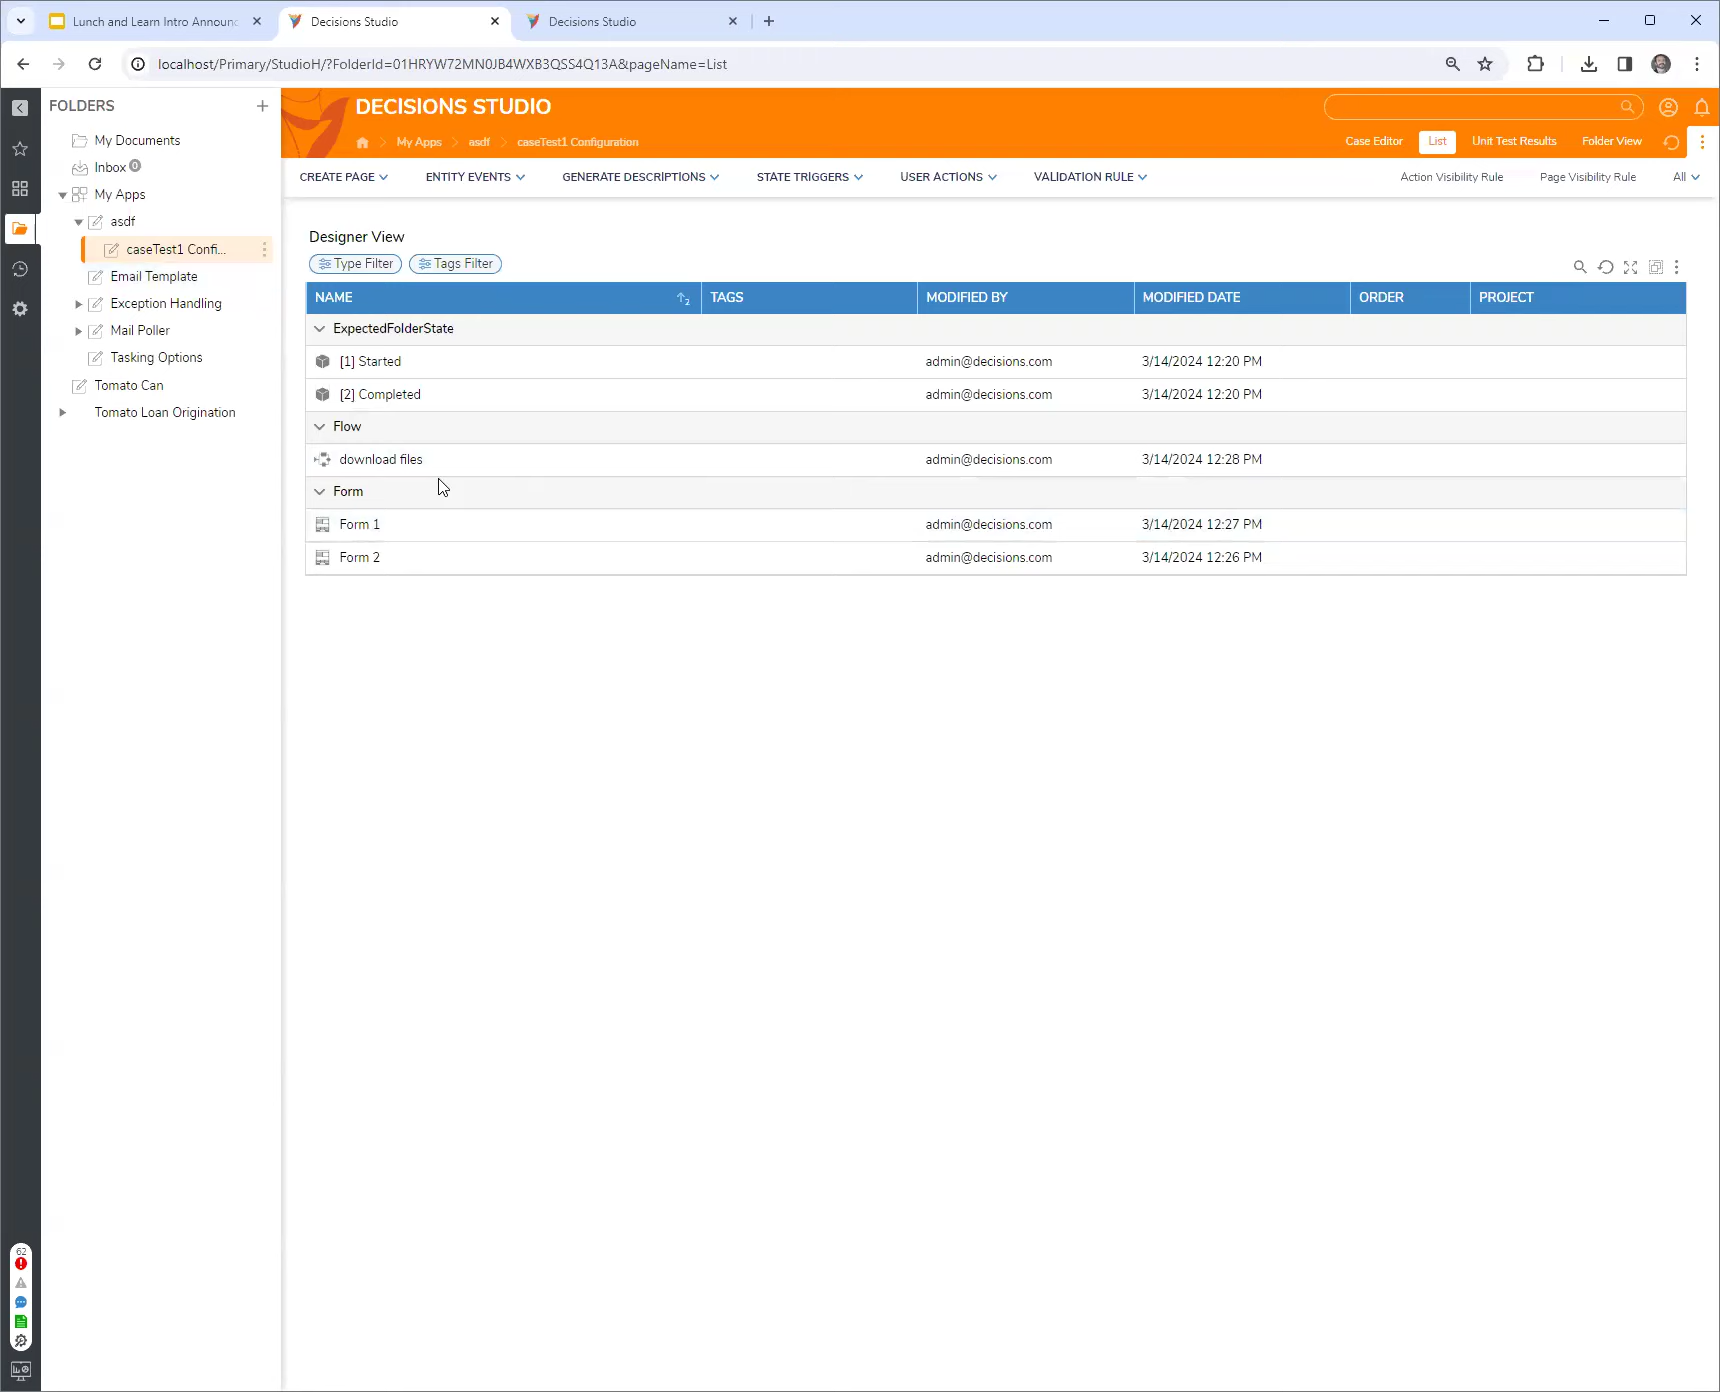 Lunch and Learn Intro Announc
Decisions Studio
Decisions Studio
localhost/Primary/StudioH/?FolderId=01HRYW72MN0JB4WXB3QSS4Q13A&pageName=List
FOLDERS
My Documents
Inbox 0
My Apps
asdf
caseTest1 Confi...
Email Template
Exception Handling
Mail Poller
Tasking Options
Tomato Can
Tomato Loan Origination
62
DECISIONS STUDIO
My Apps > asdf > caseTest1 Configuration
Case Editor List Unit Test Results Folder View
CREATE PAGE ENTITY EVENTS GENERATE DESCRIPTIONS STATE TRIGGERS USER ACTIONS VALIDATION RULE Action Visibility Rule Page Visibility Rule All
Designer View
Type Filter Tags Filter
NAME TAGS MODIFIED BY MODIFIED DATE ORDER PROJECT
ExpectedFolderState
[1] Started admin@decisions.com 3/14/2024 12:20 PM
[2] Completed admin@decisions.com 3/14/2024 12:20 PM
Flow
download files admin@decisions.com 3/14/2024 12:28 PM
Form
Form 1 admin@decisions.com 3/14/2024 12:27 PM
Form 2 admin@decisions.com 3/14/2024 12:26 PM